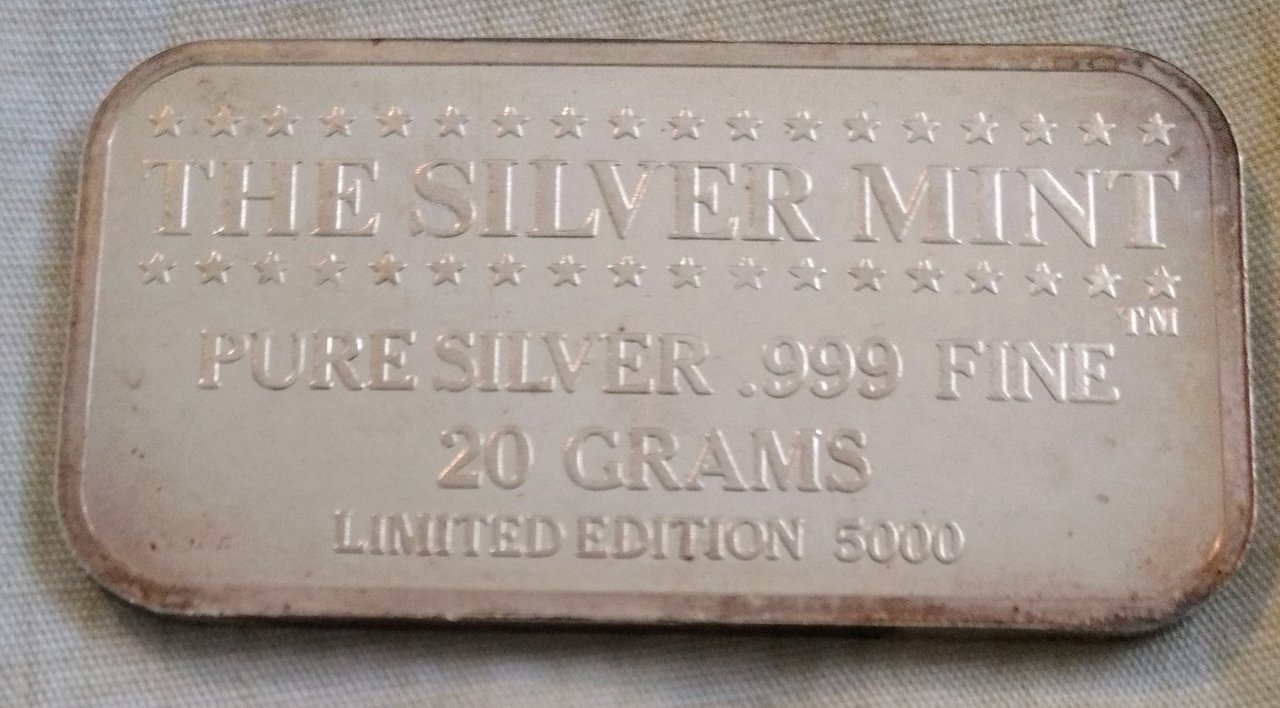 THE SILVER MINT
TM
PURE SILVER .999 FINE
20 GRAMS
LIMITED EDITION 5000